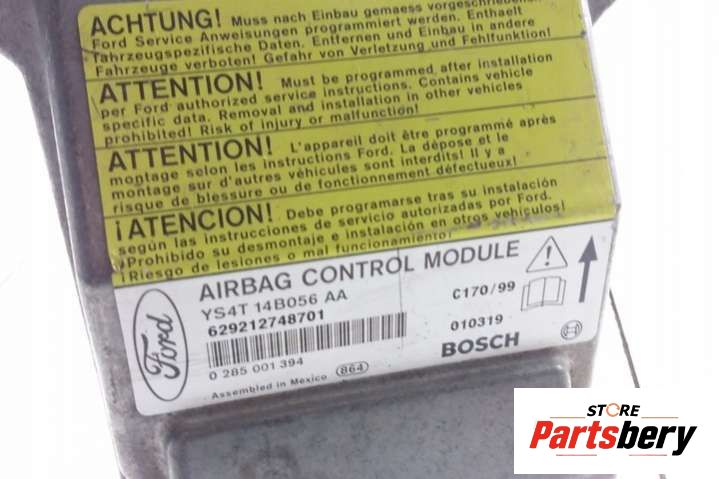 ACHTUNG! Muss nach Einbau gemaess vorgeschriebenen
Ford Service Anweisungen programmiert werden. Enthaelt
fahrzeugspezifische Daten. Entfernen und Einbau in andere
Fahrzeuge verboten! Gefahr von Verletzung und Fehlfunktion!
ATTENTION! Must be programmed after installation
per Ford authorized service instructions. Contains vehicle
specific data. Removal and installation in other vehicles
prohibited! Risk of injury or malfunction!
ATTENTION! L'appareil doit être programmé après
montage selon les instructions Ford. La dépose et le
montage sur d'autres véhicules sont interdits! Il y a
risque de blessure ou de fonctionnement défectueux!
¡ATENCION! Debe programarse tras su instalación
según las instrucciones de servicio autorizadas por Ford.
¡Prohibido su desmontaje e instalación en otros vehículos!
¡Riesgo de lesiones o mal funcionamiento!
AIRBAG CONTROL MODULE
Ford
YS4T 14B056 AA
C170/99
629212748701
010319
0 285 001 394
BOSCH
Assembled in Mexico 864
STORE
Partsbery